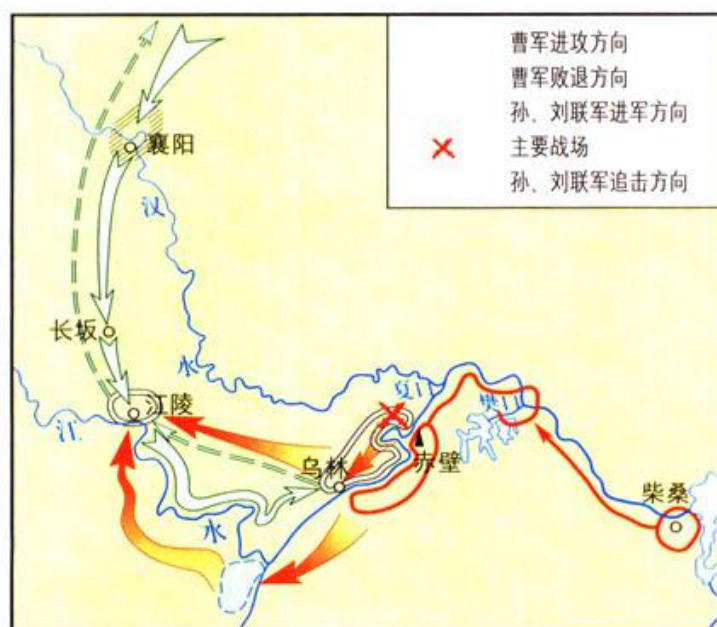 曹军进攻方向
曹军败退方向
孙、刘联军进军方向
主要战场
孙、刘联军追击方向
襄阳
汉
长坂
水
夏口
樊口
江陵
江
乌林
赤壁
柴桑
水